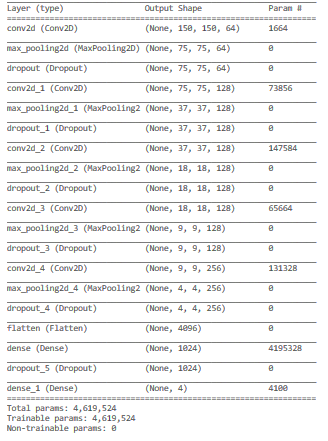 Layer (type) Output Shape Param #
=================================================================
conv2d (Conv2D) (None, 150, 150, 64) 1664
max_pooling2d (MaxPooling2D) (None, 75, 75, 64) 0
dropout (Dropout) (None, 75, 75, 64) 0
conv2d_1 (Conv2D) (None, 75, 75, 128) 73856
max_pooling2d_1 (MaxPooling2 (None, 37, 37, 128) 0
dropout_1 (Dropout) (None, 37, 37, 128) 0
conv2d_2 (Conv2D) (None, 37, 37, 128) 147584
max_pooling2d_2 (MaxPooling2 (None, 18, 18, 128) 0
dropout_2 (Dropout) (None, 18, 18, 128) 0
conv2d_3 (Conv2D) (None, 18, 18, 128) 65664
max_pooling2d_3 (MaxPooling2 (None, 9, 9, 128) 0
dropout_3 (Dropout) (None, 9, 9, 128) 0
conv2d_4 (Conv2D) (None, 9, 9, 256) 131328
max_pooling2d_4 (MaxPooling2 (None, 4, 4, 256) 0
dropout_4 (Dropout) (None, 4, 4, 256) 0
flatten (Flatten) (None, 4096) 0
dense (Dense) (None, 1024) 4195328
dropout_5 (Dropout) (None, 1024) 0
dense_1 (Dense) (None, 4) 4100
=================================================================
Total params: 4,619,524
Trainable params: 4,619,524
Non-trainable params: 0